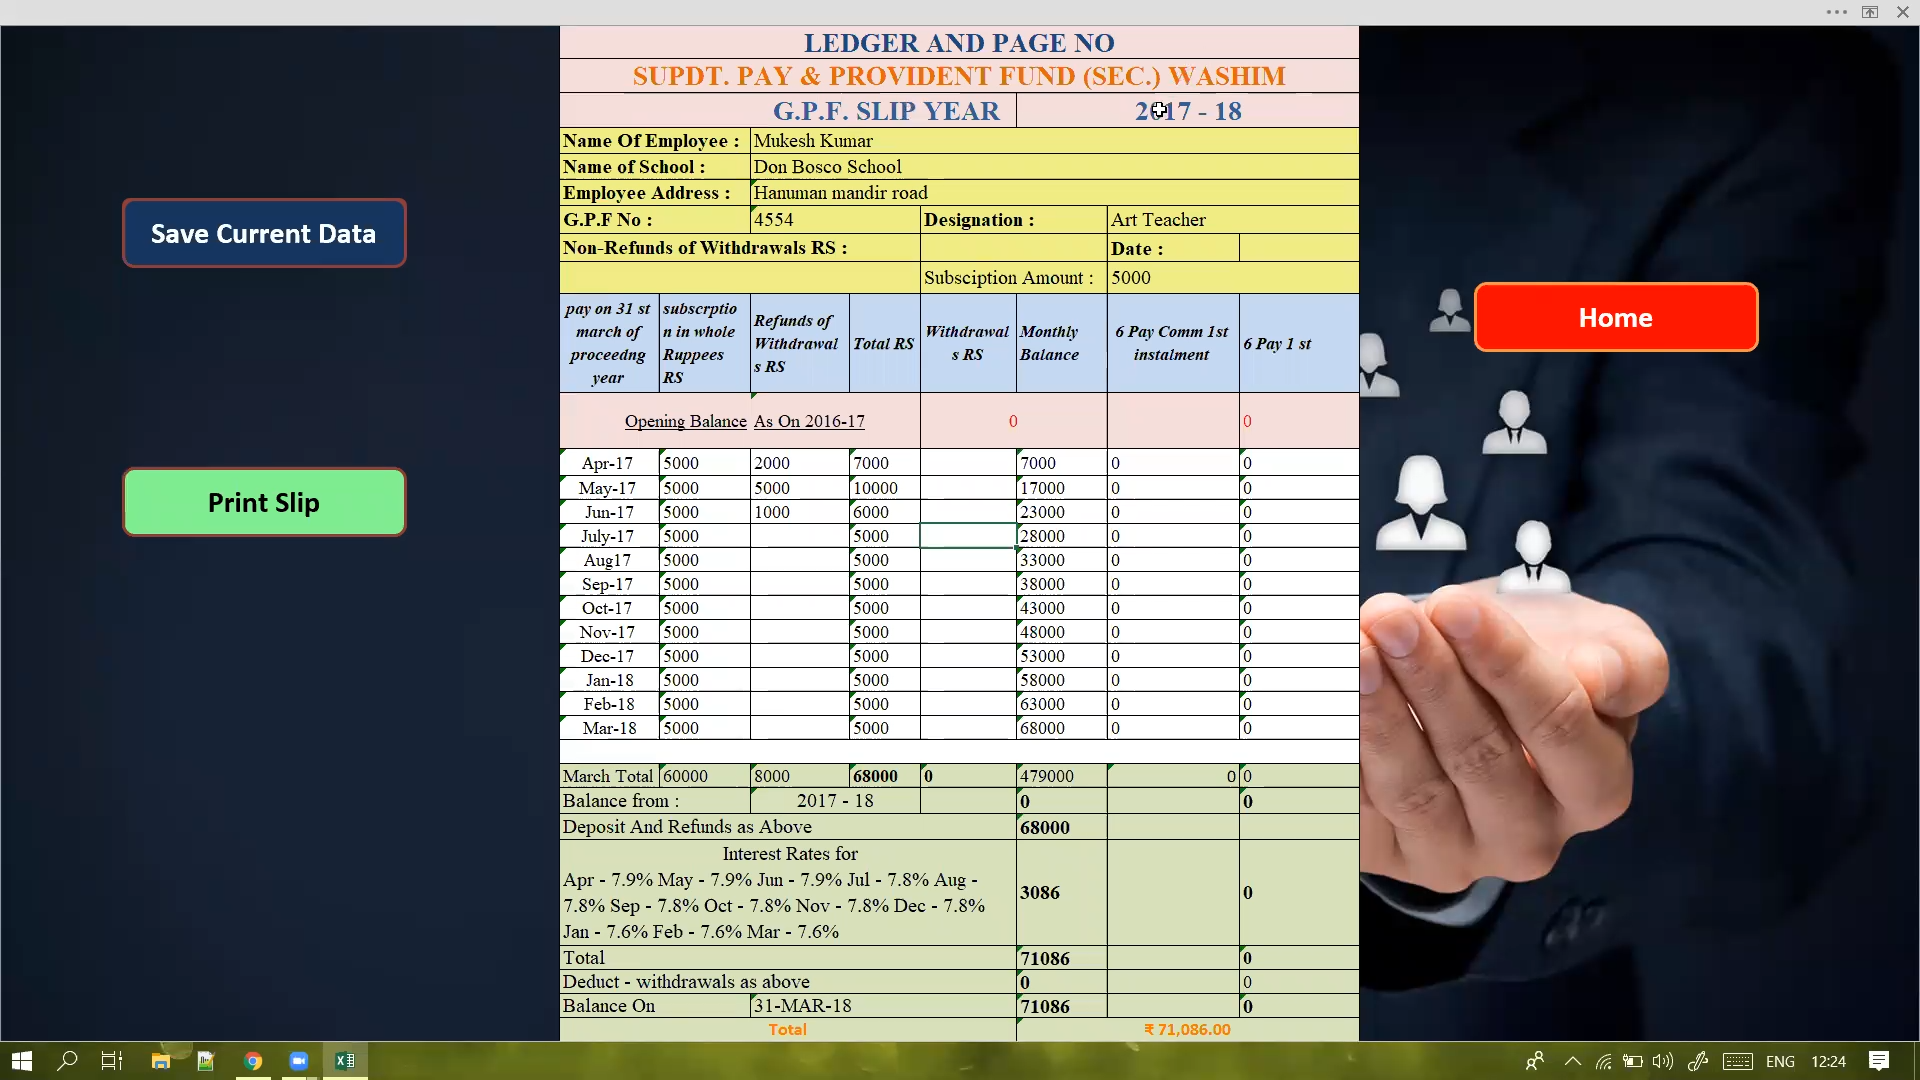 LEDGER AND PAGE NO
SUPDT. PAY & PROVIDENT FUND (SEC.) WASHIM
G.P.F. SLIP YEAR 2017 - 18
Name Of Employee : Mukesh Kumar
Name of School : Don Bosco School
Employee Address : Hanuman mandir road
G.P.F No : 4554 Designation : Art Teacher
Non-Refunds of Withdrawals RS : Date :
Subsciption Amount : 5000
pay on 31 st march of proceedng year subscrptio n in whole Ruppees RS Refunds of Withdrawal s RS Total RS Withdrawal s RS Monthly Balance 6 Pay Comm 1st instalment 6 Pay 1 st
Opening Balance As On 2016-17 0 0
Apr-17 5000 2000 7000 7000 0 0
May-17 5000 5000 10000 17000 0 0
Jun-17 5000 1000 6000 23000 0 0
July-17 5000 5000 28000 0 0
Aug17 5000 5000 33000 0 0
Sep-17 5000 5000 38000 0 0
Oct-17 5000 5000 43000 0 0
Nov-17 5000 5000 48000 0 0
Dec-17 5000 5000 53000 0 0
Jan-18 5000 5000 58000 0 0
Feb-18 5000 5000 63000 0 0
Mar-18 5000 5000 68000 0 0
March Total 60000 8000 68000 0 479000 0 0
Balance from : 2017 - 18 0 0
Deposit And Refunds as Above 68000
Interest Rates for
Apr - 7.9% May - 7.9% Jun - 7.9% Jul - 7.8% Aug -
7.8% Sep - 7.8% Oct - 7.8% Nov - 7.8% Dec - 7.8%
Jan - 7.6% Feb - 7.6% Mar - 7.6%
3086 0
Total 71086 0
Deduct - withdrawals as above 0 0
Balance On 31-MAR-18 71086 0
Total ₹ 71,086.00
Save Current Data
Print Slip
Home
ENG 12:24